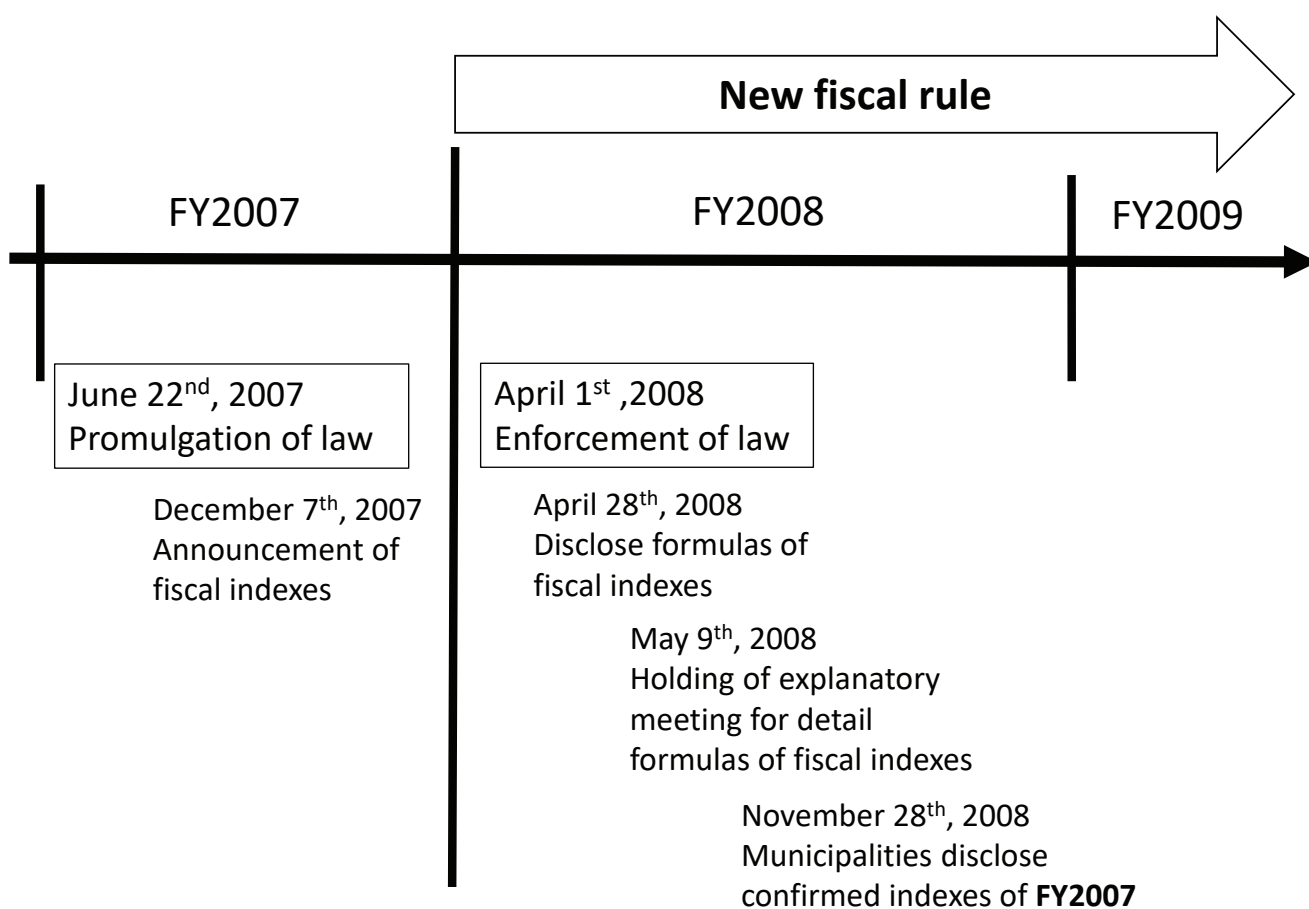 New fiscal rule
FY2007
FY2008
FY2009
June 22nd, 2007
Promulgation of law
April 1st ,2008
Enforcement of law
December 7th, 2007
Announcement of
fiscal indexes
April 28th, 2008
Disclose formulas of
fiscal indexes
May 9th, 2008
Holding of explanatory
meeting for detail
formulas of fiscal indexes
November 28th, 2008
Municipalities disclose
confirmed indexes of FY2007